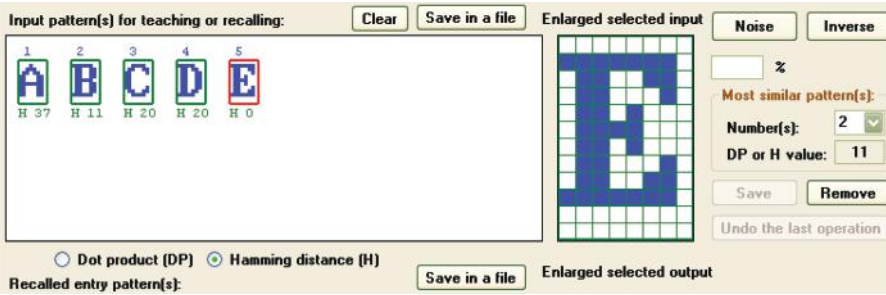 Input pattern(s) for teaching or recalling: Clear Save in a file Enlarged selected input Noise Inverse
1 2 3 4 5
A B C D E
H 37 H 11 H 20 H 20 H 0
%
Most similar pattern(s):
Number(s): 2
DP or H value: 11
Save Remove
Undo the last operation
Dot product (DP) Hamming distance (H)
Recalled entry pattern(s): Save in a file Enlarged selected output